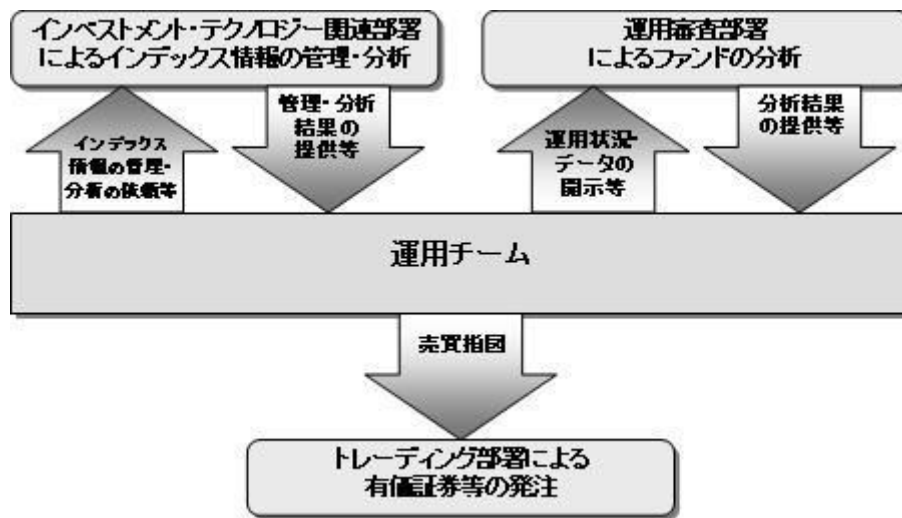 インベストメント・テクノロジー関連部署
によるインデックス情報の管理・分析
運用審査部署
によるファンドの分析
インデックス
情報の管理・
分析の依頼等
管理・分析
結果の
提供等
運用状況・
データの
開示等
分析結果
の提供等
運用チーム
売買指図
トレーディング部署による
有価証券等の発注